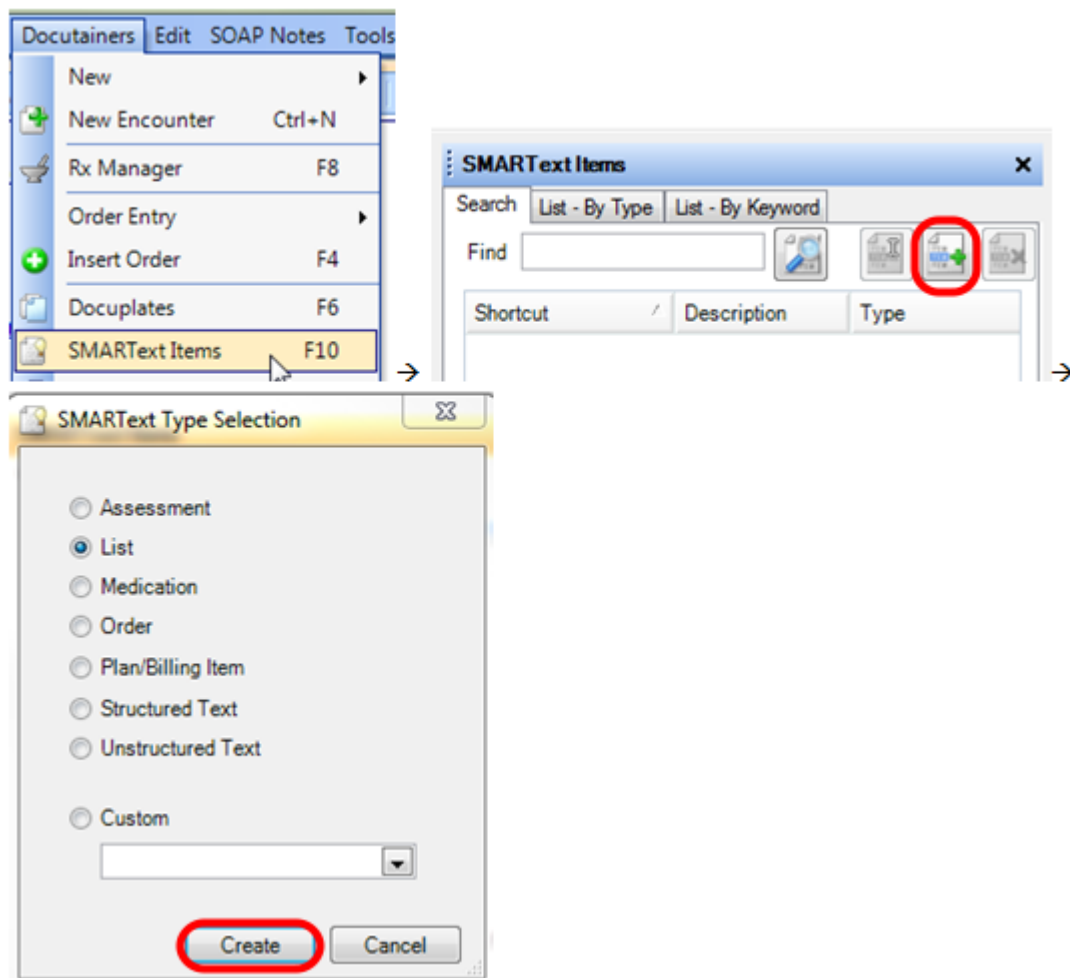 Docutainers Edit SOAP Notes Tools
New
New Encounter Ctrl+N
Rx Manager F8
Order Entry
Insert Order F4
Docuplates F6
SMARText Items F10
→
SMARText Items
Search List - By Type List - By Keyword
Find
Shortcut Description Type
→
SMARText Type Selection
Assessment
List
Medication
Order
Plan/Billing Item
Structured Text
Unstructured Text
Custom
Create Cancel